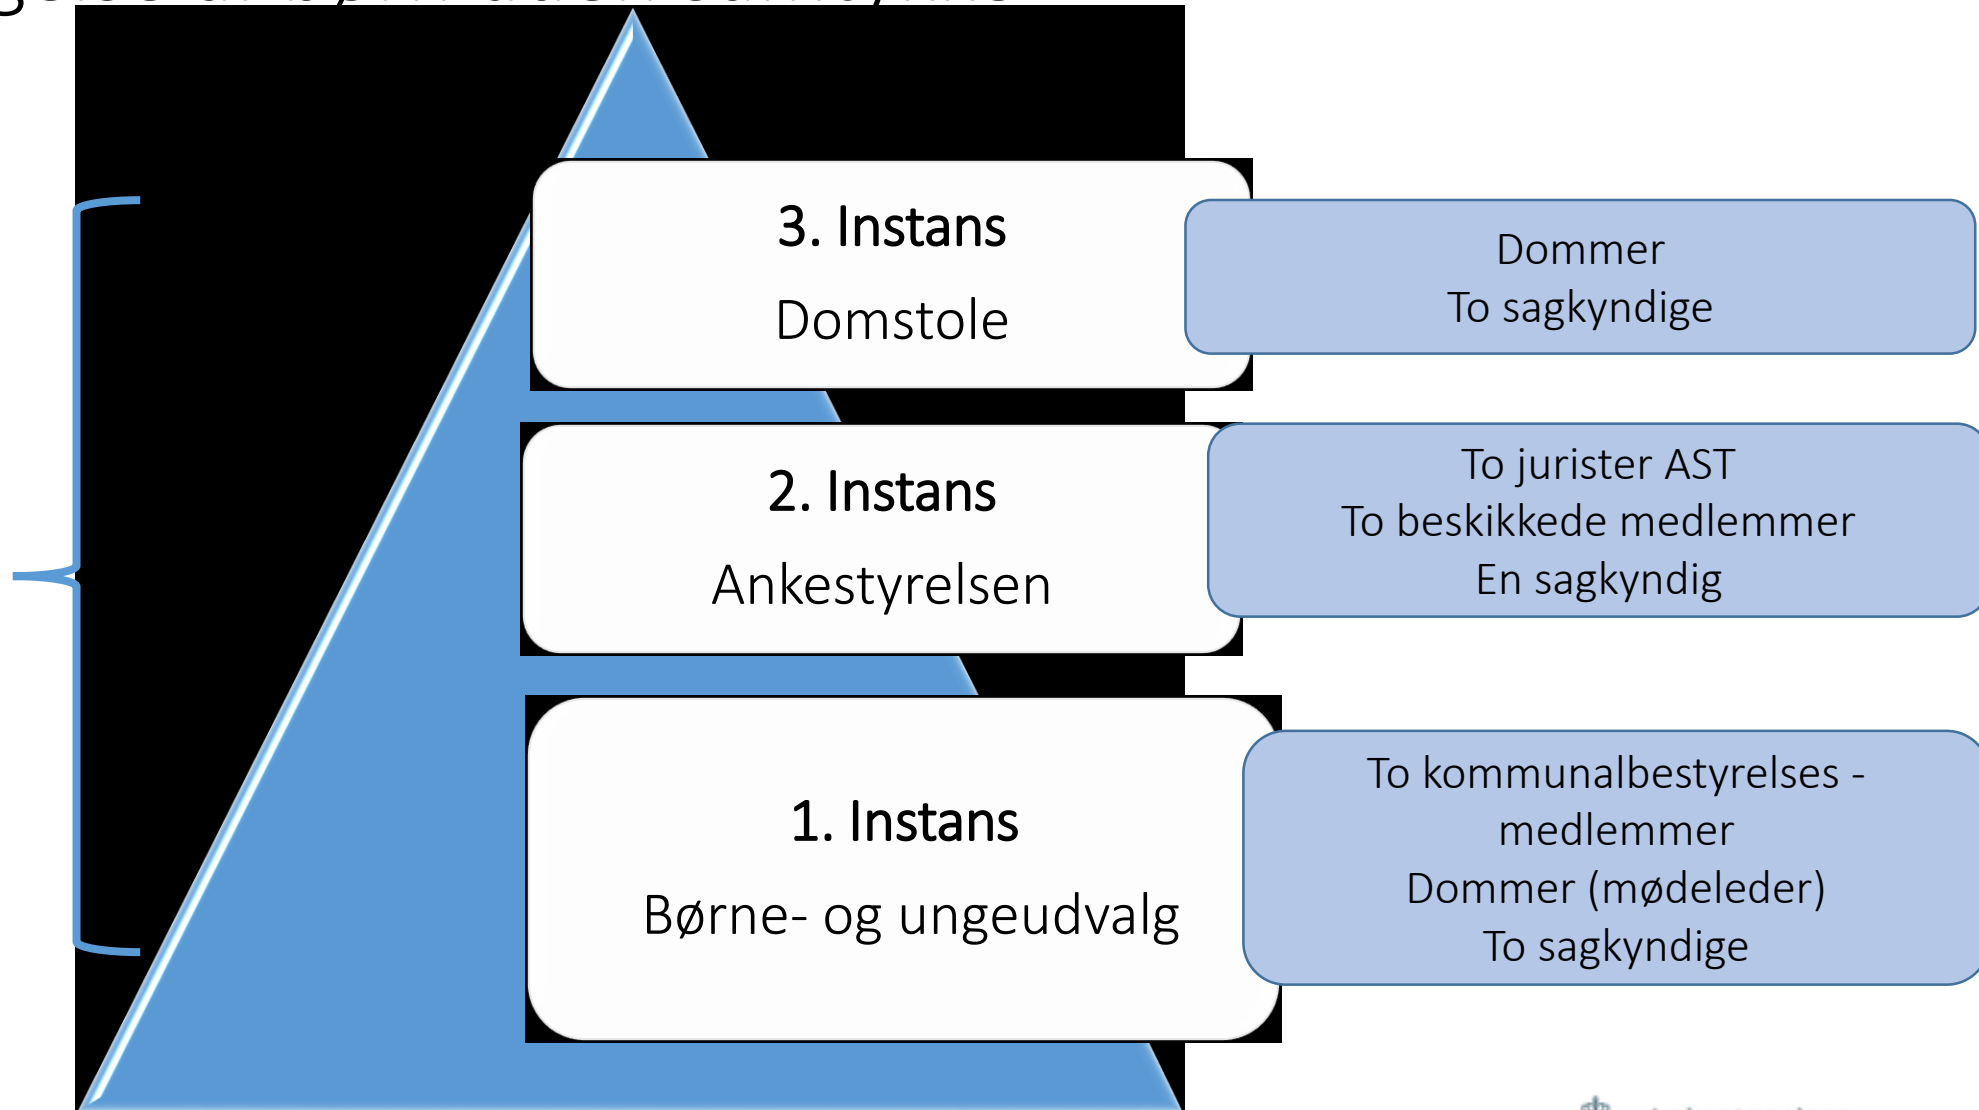 3. Instans
Domstole
Dommer
To sagkyndige
2. Instans
Ankestyrelsen
To jurister AST
To beskikkede medlemmer
En sagkyndig
1. Instans
Børne- og ungeudvalg
To kommunalbestyrelses -
medlemmer
Dommer (mødeleder)
To sagkyndige